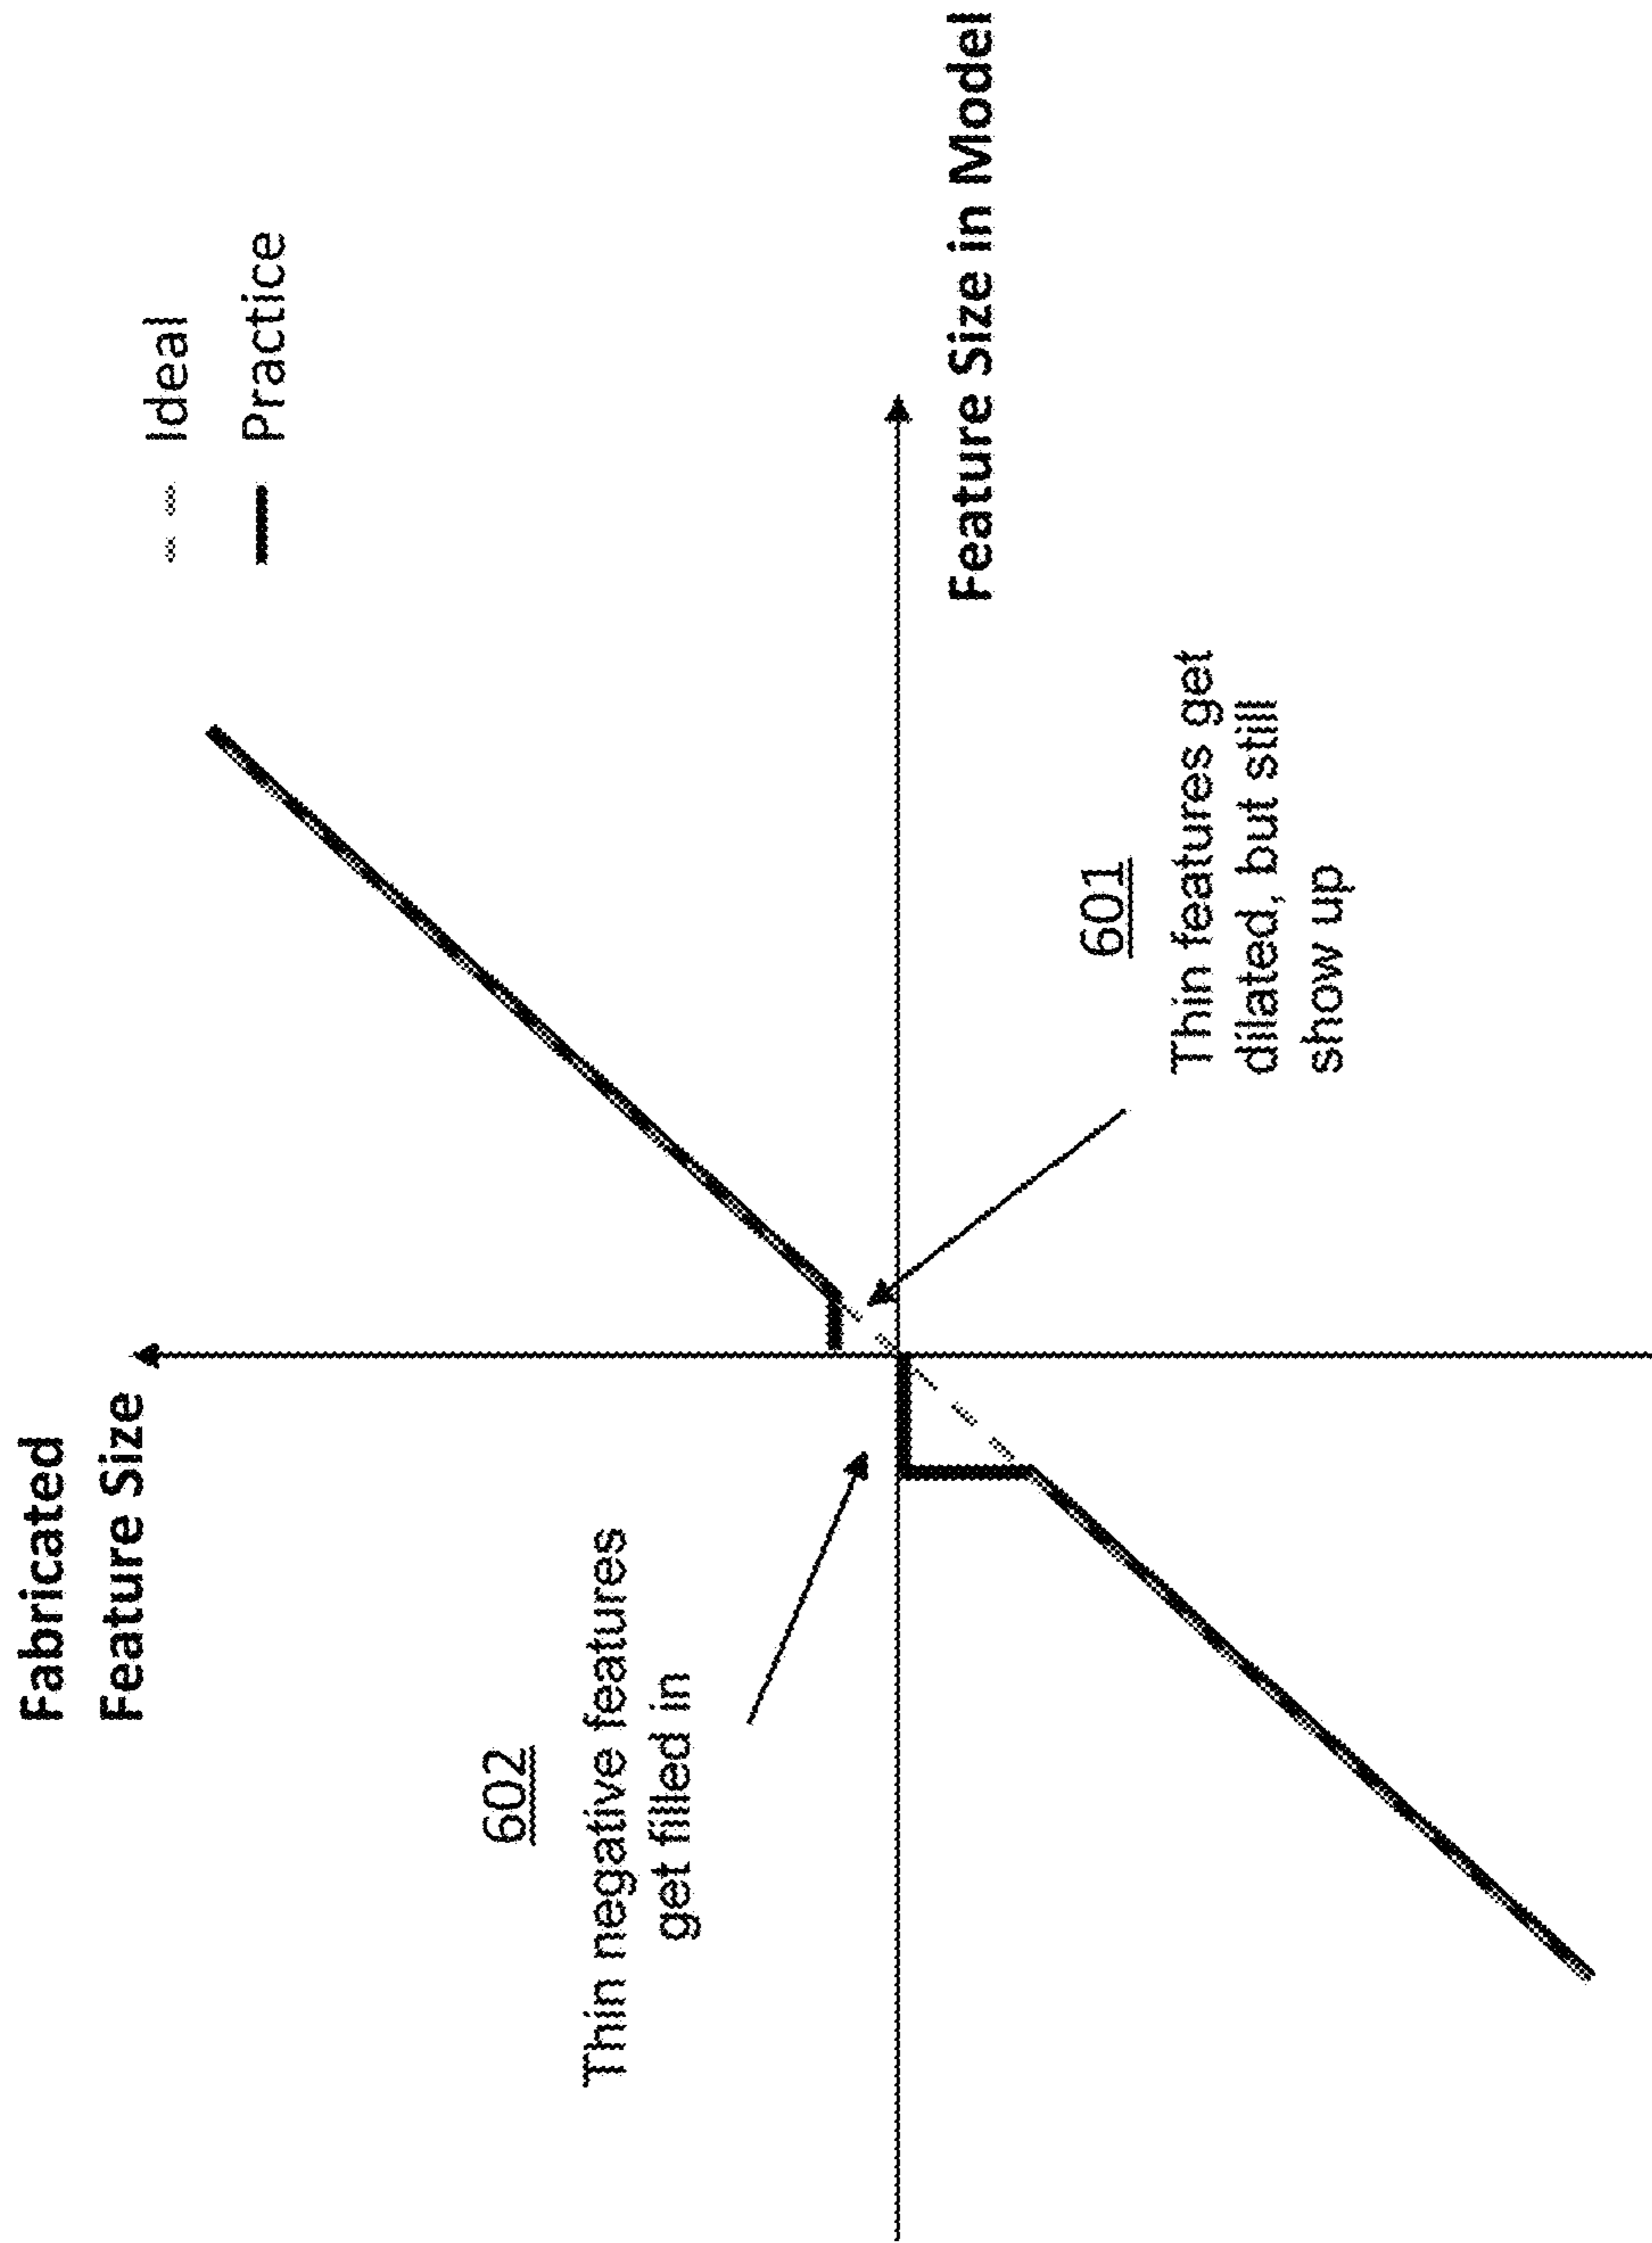 Fabricated
Feature Size
Ideal
Practice
602
Thin negative features
get filled in
Feature Size in Model
601
Thin features get
dilated, but still
show up